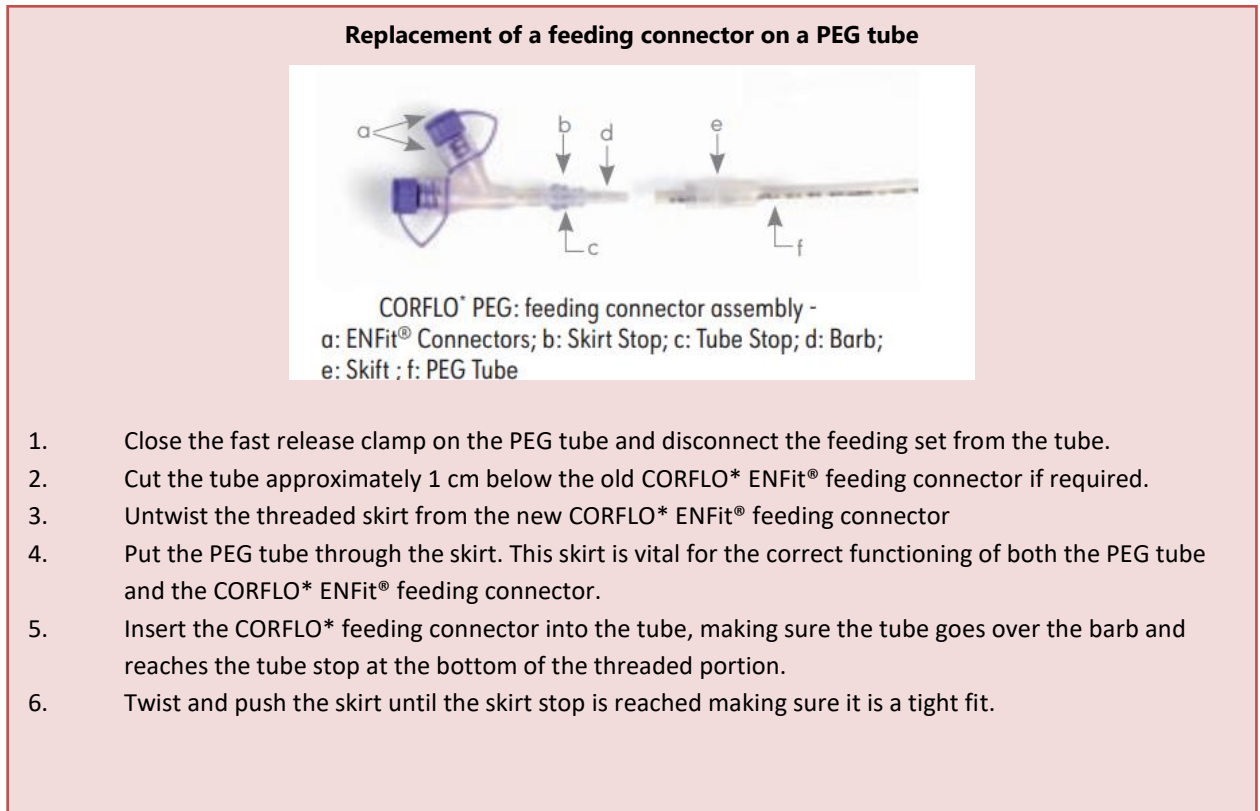 Replacement of a feeding connector on a PEG tube
a
b
d
e
c
f
CORFLO* PEG: feeding connector assembly -
a: ENFit® Connectors; b: Skirt Stop; c: Tube Stop; d: Barb;
e: Skift ; f: PEG Tube
1. Close the fast release clamp on the PEG tube and disconnect the feeding set from the tube.
2. Cut the tube approximately 1 cm below the old CORFLO* ENFit® feeding connector if required.
3. Untwist the threaded skirt from the new CORFLO* ENFit® feeding connector
4. Put the PEG tube through the skirt. This skirt is vital for the correct functioning of both the PEG tube
and the CORFLO* ENFit® feeding connector.
5. Insert the CORFLO* feeding connector into the tube, making sure the tube goes over the barb and
reaches the tube stop at the bottom of the threaded portion.
6. Twist and push the skirt until the skirt stop is reached making sure it is a tight fit.